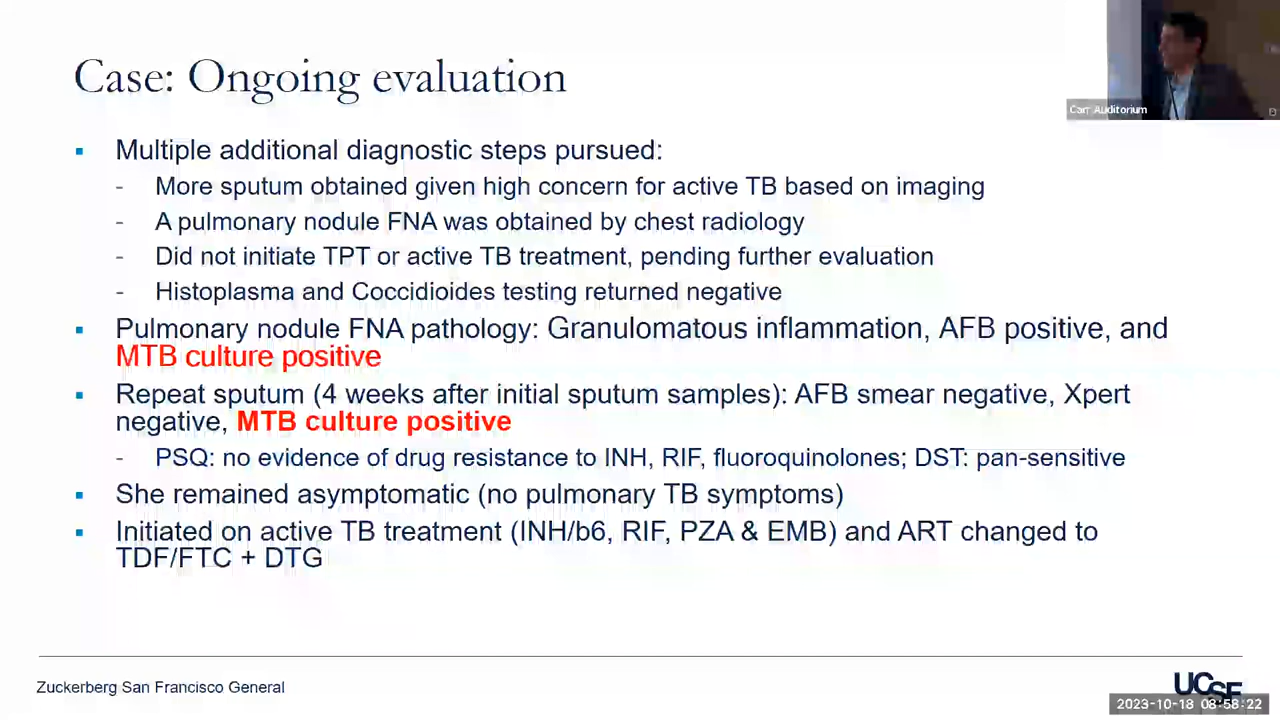 Case: Ongoing evaluation
Carr Auditorium
▪ Multiple additional diagnostic steps pursued:
- More sputum obtained given high concern for active TB based on imaging
- A pulmonary nodule FNA was obtained by chest radiology
- Did not initiate TPT or active TB treatment, pending further evaluation
- Histoplasma and Coccidioides testing returned negative
▪ Pulmonary nodule FNA pathology: Granulomatous inflammation, AFB positive, and
MTB culture positive
▪ Repeat sputum (4 weeks after initial sputum samples): AFB smear negative, Xpert
negative, MTB culture positive
- PSQ: no evidence of drug resistance to INH, RIF, fluoroquinolones; DST: pan-sensitive
▪ She remained asymptomatic (no pulmonary TB symptoms)
▪ Initiated on active TB treatment (INH/b6, RIF, PZA & EMB) and ART changed to
TDF/FTC + DTG
Zuckerberg San Francisco General
UCSF
2023-10-18 08:58:22